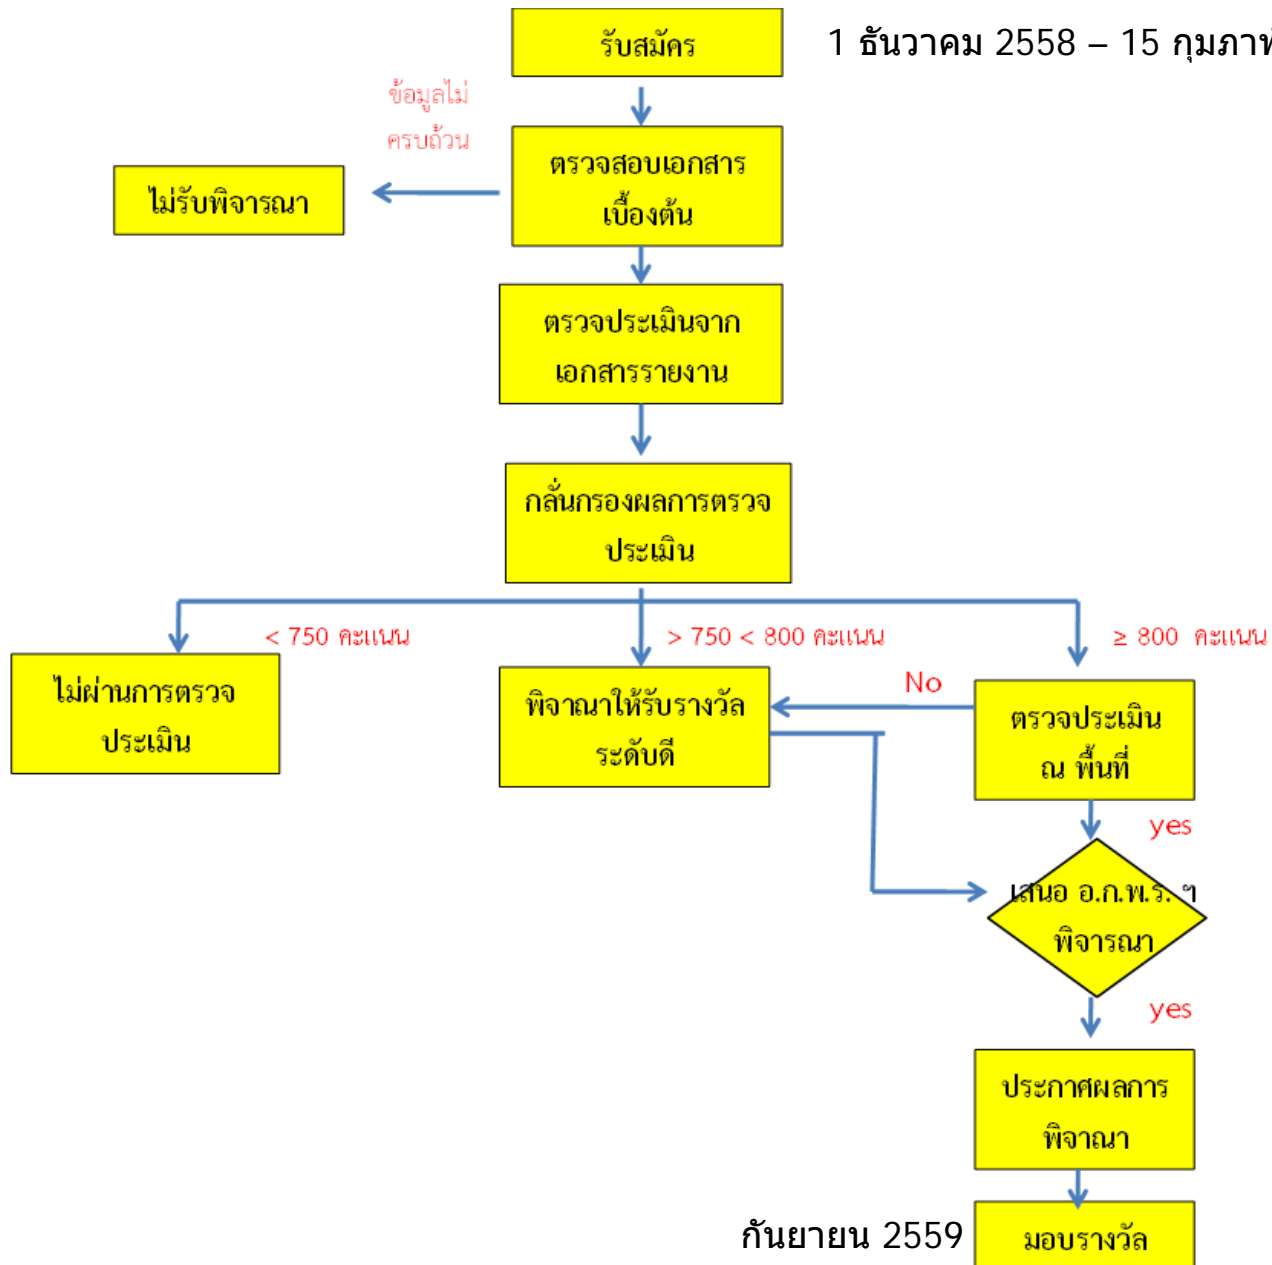 รับสมัคร
1 ธันวาคม 2558 – 15
ข้อมูลไม่
ครบถ้วน
ตรวจสอบเอกสาร
เบื้องต้น
ไม่รับพิจารณา
ตรวจประเมินจาก
เอกสารรายงาน
กลั่นกรองผลการตรวจ
ประเมิน
< 750 คะแนน
> 750 < 800 คะแนน
≥ 800 คะแนน
ไม่ผ่านการตรวจ
ประเมิน
พิจาณาให้รับรางวัล
ระดับดี
No
ตรวจประเมิน
ณ พื้นที่
yes
เสนอ อ.ก.พ.ร. ฯ
พิจารณา
yes
ประกาศผลการ
พิจาณา
กันยายน 2559
มอบรางวัล